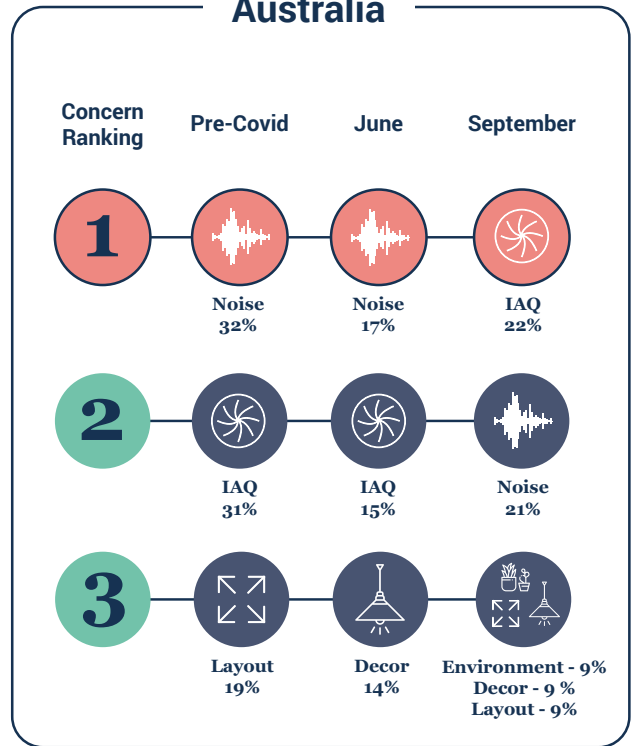 Australia
Concern
Ranking
Pre-Covid
June
September
1
Noise
32%
Noise
17%
IAQ
22%
2
IAQ
31%
IAQ
15%
Noise
21%
3
Layout
19%
Decor
14%
Environment - 9%
Decor - 9 %
Layout - 9%